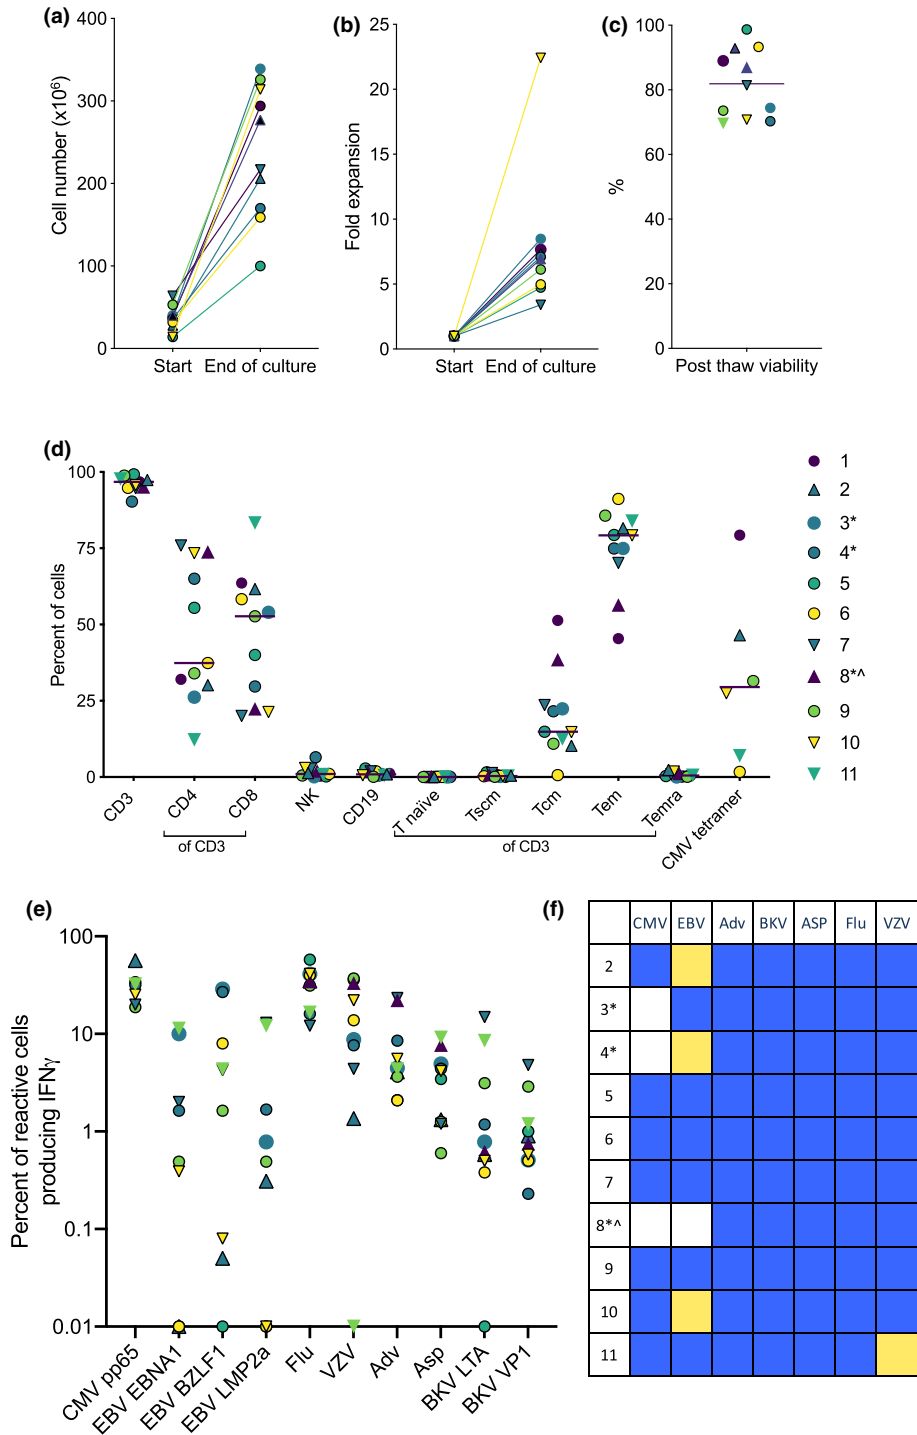 (a)
Cell number (x10⁶)
400
300
200
100
0
Start End of culture
(b)
Fold expansion
25
20
15
10
5
0
Start End of culture
(c)
%
100
80
60
40
20
0
Post thaw viability
(d)
Percent of cells
100
75
50
25
0
CD3 CD4 CD8 NK CD19 T naïve Tscm Tcm Tem Temra CMV tetramer
of CD3 of CD3
1
2
3*
4*
5
6
7
8*^
9
10
11
(e)
Percent of reactive cells
producing IFNγ
100
10
1
0.1
0.01
CMV pp65 EBV EBNA1 EBV BZLF1 EBV LMP2a Flu VZV Adv Asp BKV LTA BKV VP1
(f)
CMV EBV Adv BKV ASP Flu VZV
2
3*
4*
5
6
7
8*^
9
10
11